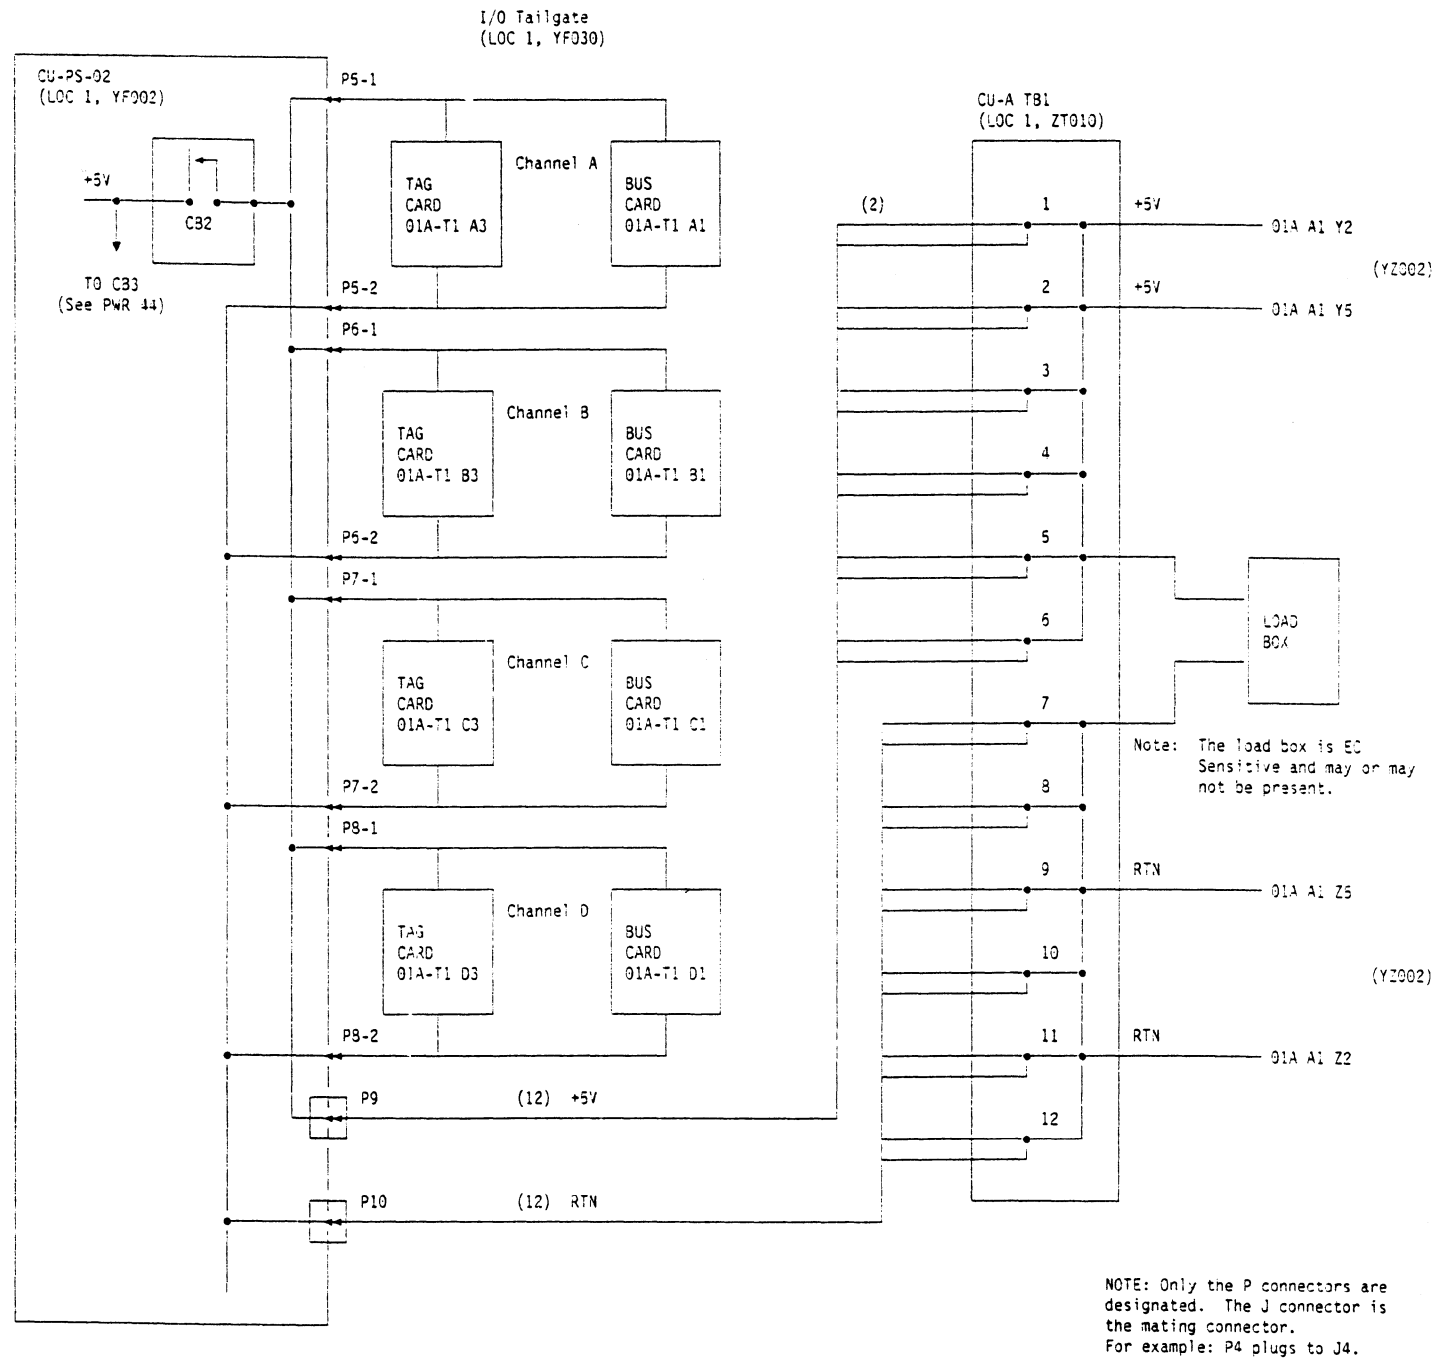 I/O Tailgate
(LOC 1, YF030)
CU-PS-02
(LOC 1, YF002)
P5-1
CU-A TB1
(LOC 1, ZT010)
+5V
CB2
TO CB3
(See PWR 44)
TAG
CARD
01A-T1 A3
Channel A
BUS
CARD
01A-T1 A1
P5-2
P6-1
TAG
CARD
01A-T1 B3
Channel B
BUS
CARD
01A-T1 B1
P6-2
P7-1
TAG
CARD
01A-T1 C3
Channel C
BUS
CARD
01A-T1 C1
P7-2
P8-1
TAG
CARD
01A-T1 D3
Channel D
BUS
CARD
01A-T1 D1
P8-2
P9
(12) +5V
P10
(12) RTN
(2)
1
+5V
01A A1 Y2
(YZ002)
2
+5V
01A A1 Y5
3
4
5
6
LOAD
BOX
7
Note: The load box is EC
Sensitive and may or may
not be present.
8
9
RTN
01A A1 Z5
10
(YZ002)
11
RTN
01A A1 Z2
12
NOTE: Only the P connectors are
designated. The J connector is
the mating connector.
For example: P4 plugs to J4.